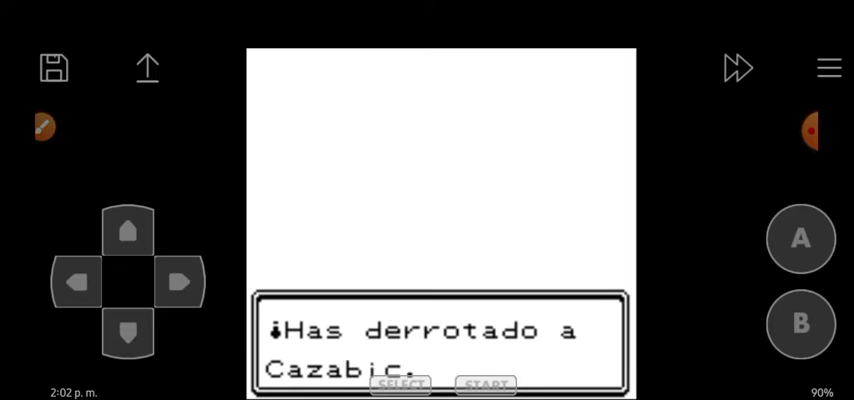 A
B
¡Has derrotado a
Cazabic.
SELECT START
2:02 p. m.
90%